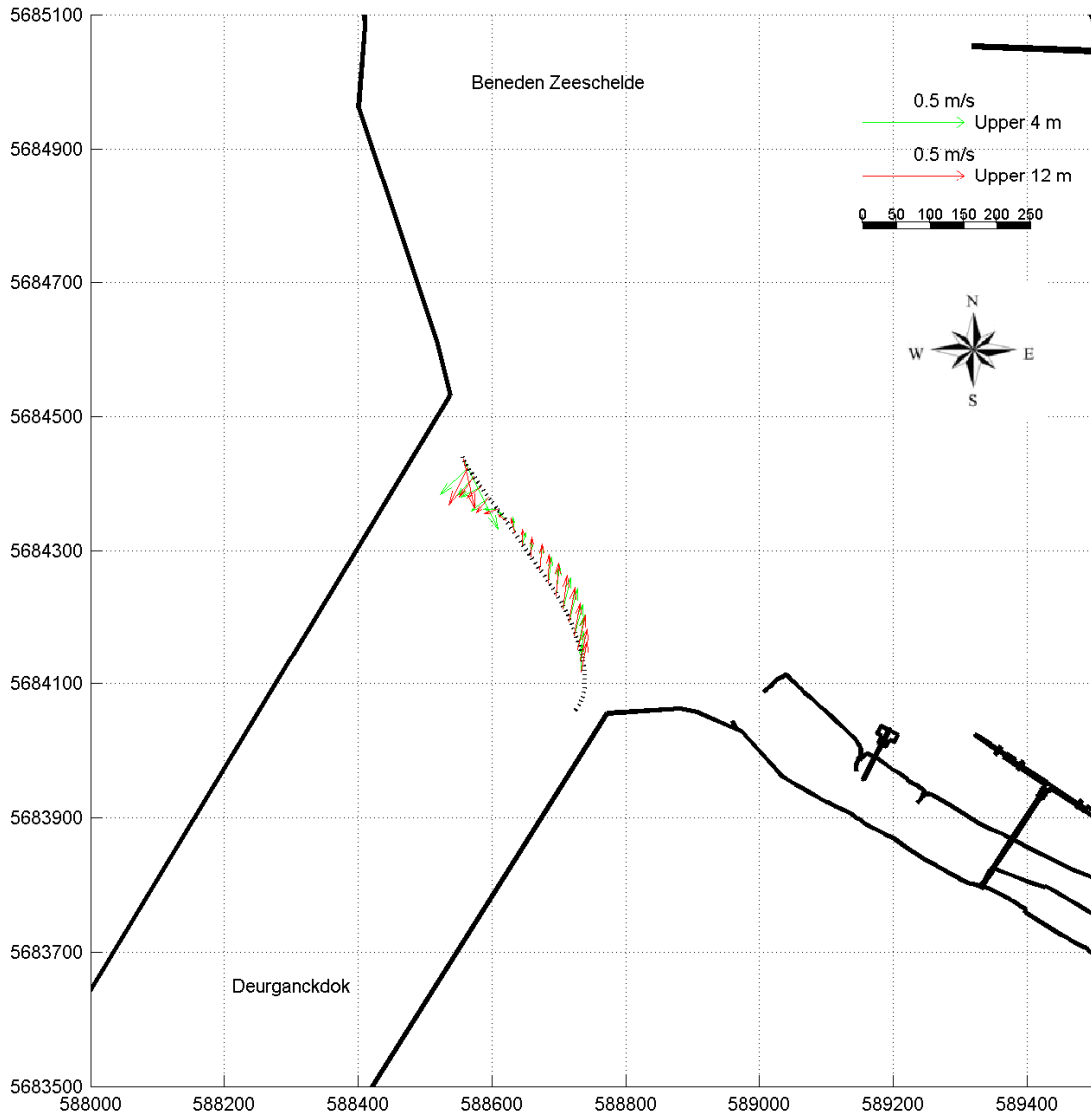 5685100
Beneden Zeeschelde
0.5 m/s
Upper 4 m
5684900
0.5 m/s
Upper 12 m
0 50 100 150 200 250
5684700
N
W E
S
5684500
5684300
5684100
5683900
5683700
Deurganckdok
5683500
588000 588200 588400 588600 588800 589000 589200 589400